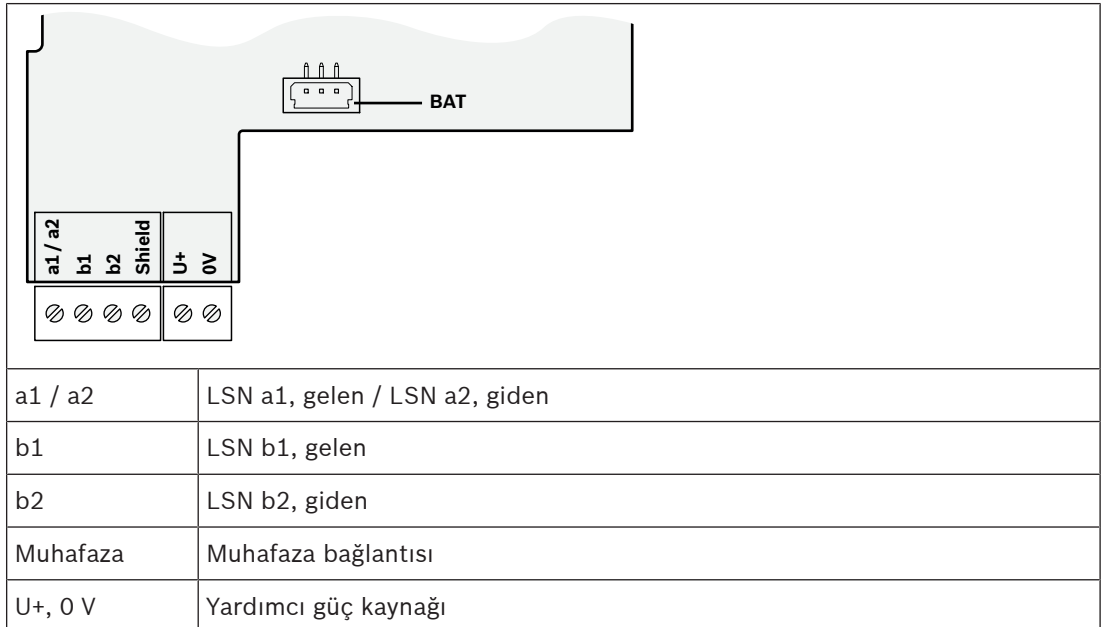 BAT
a1 / a2
b1
b2
Shield
U+
0V
a1 / a2 LSN a1, gelen / LSN a2, giden
b1 LSN b1, gelen
b2 LSN b2, giden
Muhafaza Muhafaza bağlantısı
U+, 0 V Yardımcı güç kaynağı